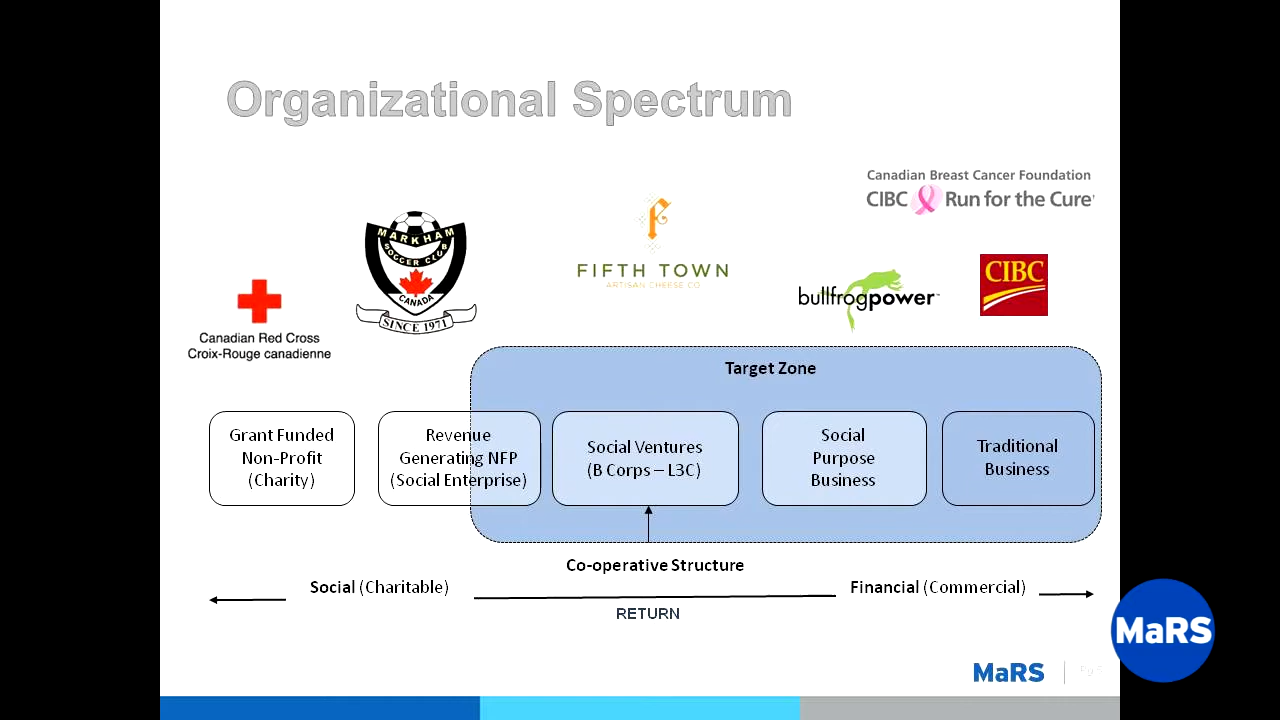 Organizational Spectrum
Canadian Breast Cancer Foundation
CIBC Run for the Cure
MARKHAM
SOCCER CLUB
CANADA
SINCE 1971
FIFTH TOWN
ARTISAN CHEESE CO
CIBC
bullfrogpower™
Canadian Red Cross
Croix-Rouge canadienne
Target Zone
Grant Funded
Non-Profit
(Charity)
Revenue
Generating NFP
(Social Enterprise)
Social Ventures
(B Corps – L3C)
Social
Purpose
Business
Traditional
Business
Co-operative Structure
Social (Charitable)
Financial (Commercial)
RETURN
MaRS
MaRS